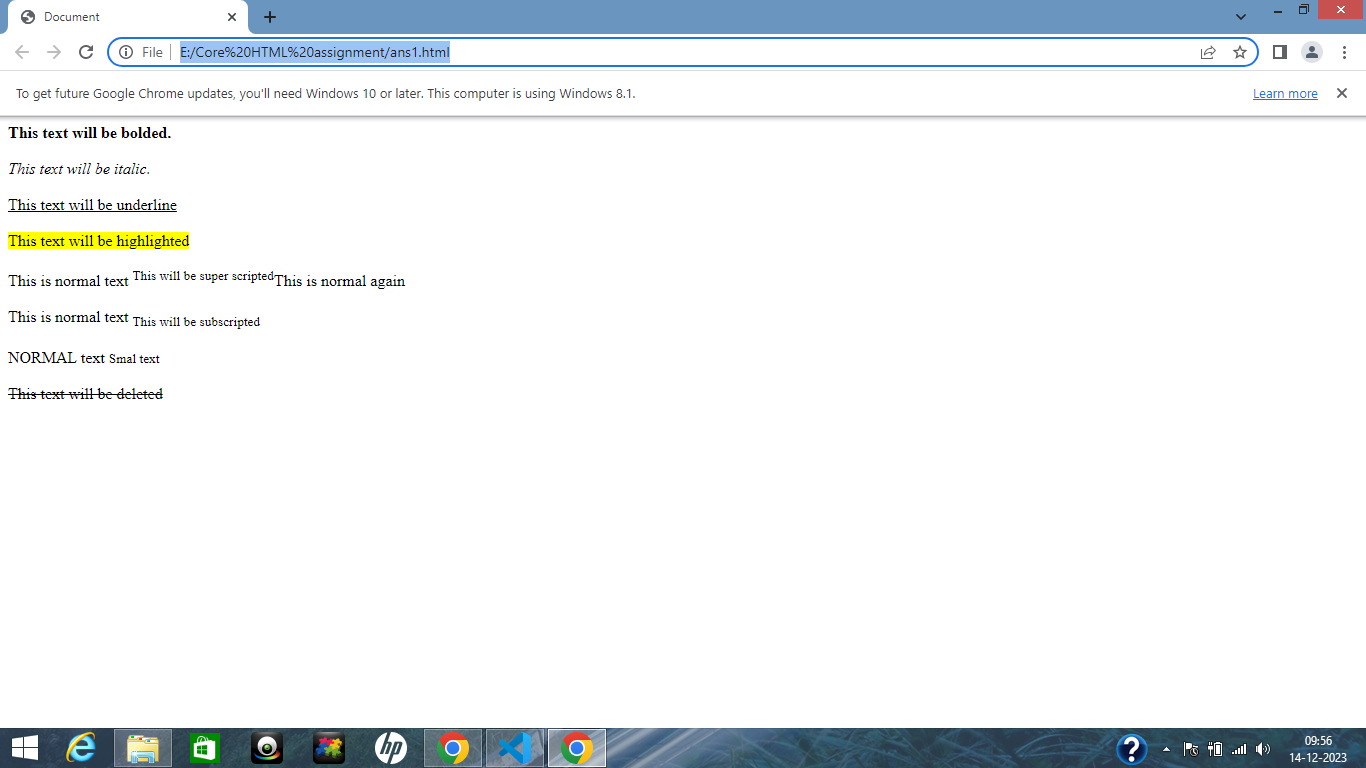 Document
File
E:/Core%20HTML%20assignment/ans1.html
To get future Google Chrome updates, you'll need Windows 10 or later. This computer is using Windows 8.1.
Learn more
This text will be bolded.
This text will be italic.
This text will be underline
This text will be highlighted
This is normal text This will be super scriptedThis is normal again
This is normal text This will be subscripted
NORMAL text Smal text
This text will be deleted
hp
?
09:56
14-12-2023